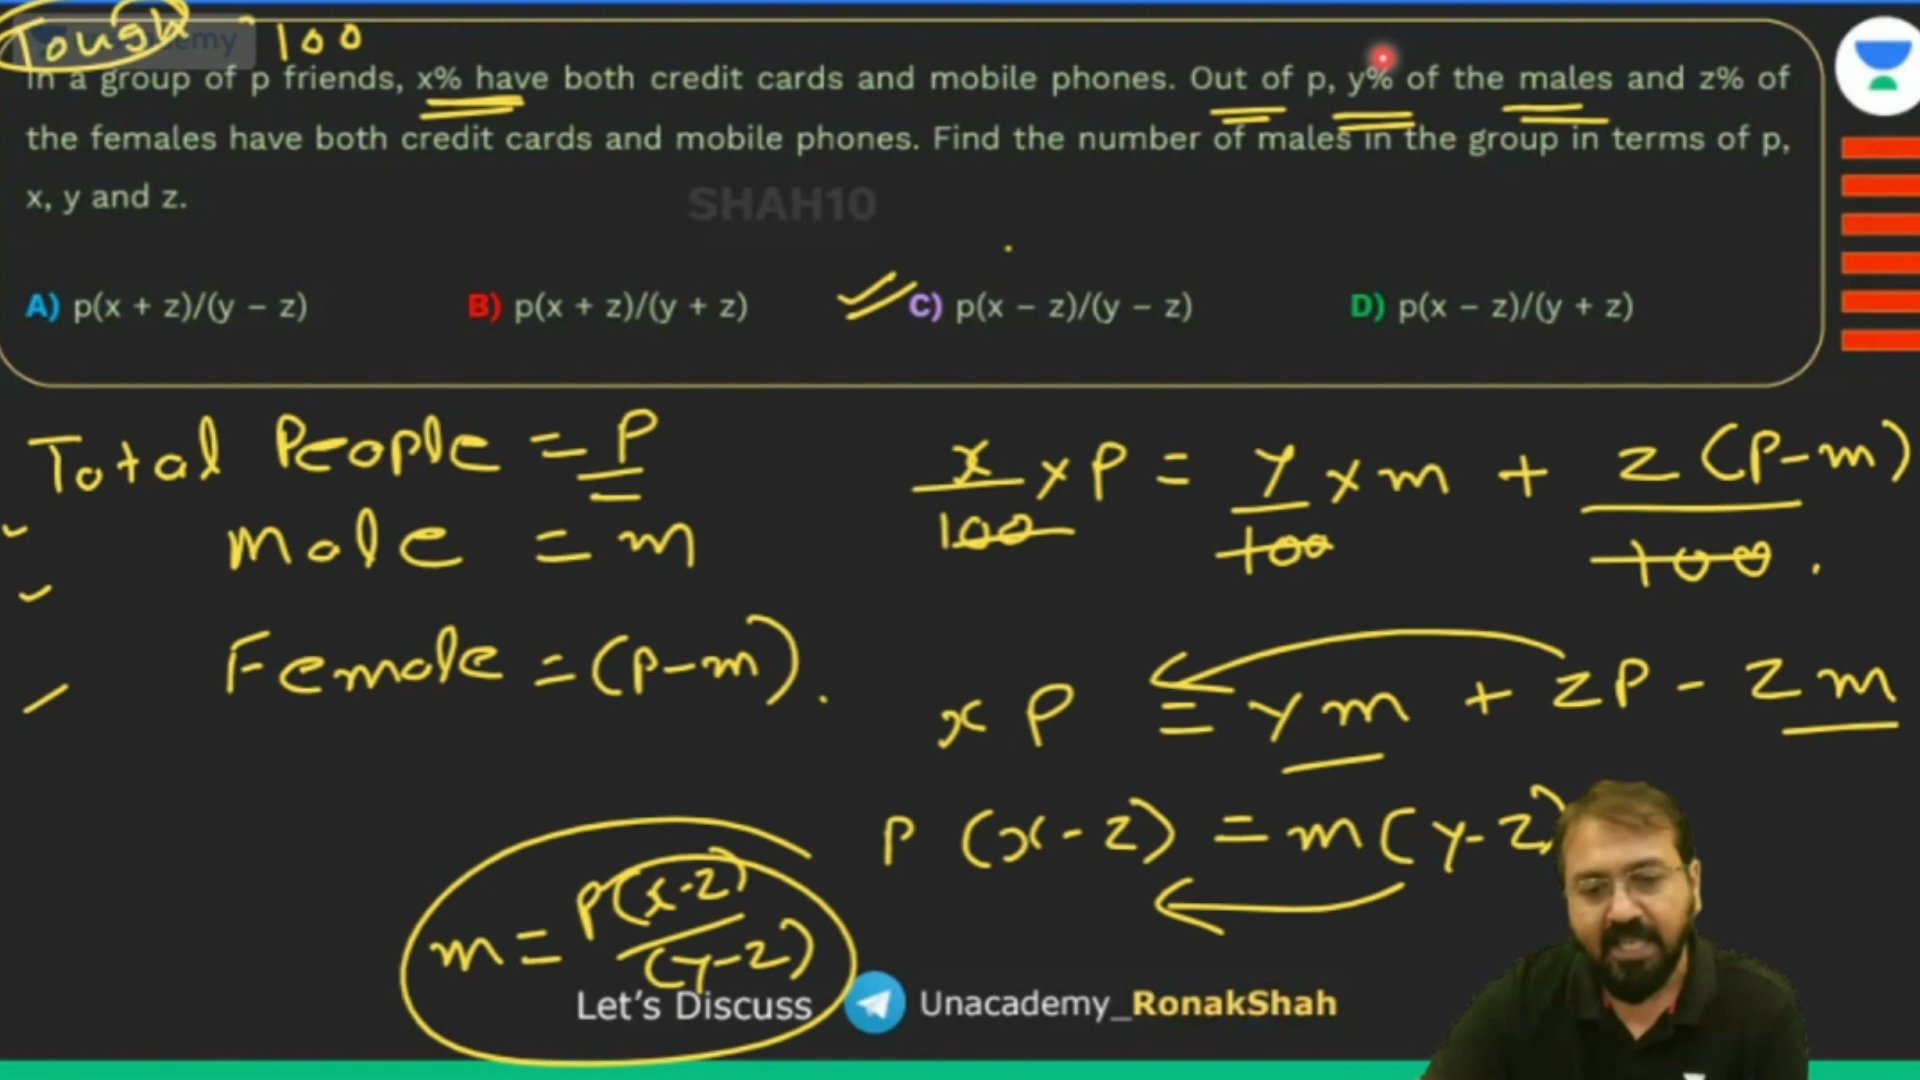 Tough
100
In a group of p friends, x% have both credit cards and mobile phones. Out of p, y% of the males and z% of
the females have both credit cards and mobile phones. Find the number of males in the group in terms of p,
x, y and z.
SHAH10
A) p(x + z)/(y – z) B) p(x + z)/(y + z) C) p(x – z)/(y – z) D) p(x – z)/(y + z)
Total People = P
Male = m
Female = (P-m).
x/100 x P = y/100 x m + z(P-m)/100 .
xP = ym + zP - zm
P(x-z) = m(y-z)
m = P(x-z)/(y-z)
Let's Discuss Unacademy_RonakShah